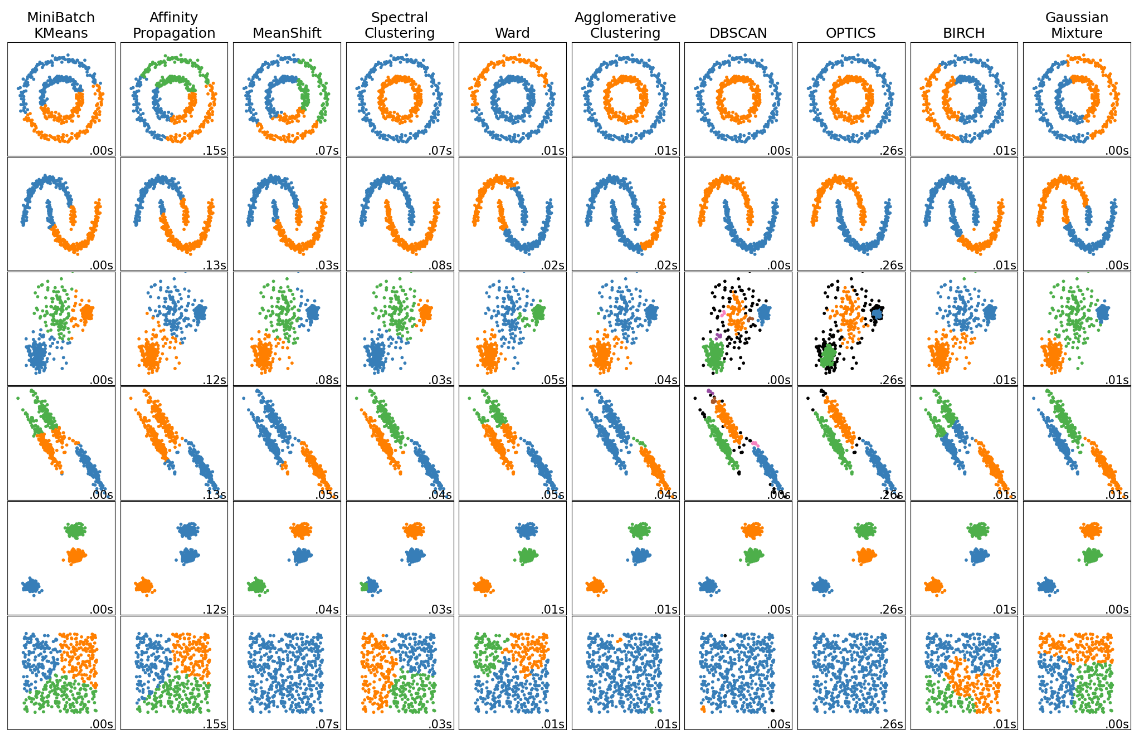 MiniBatch
KMeans
Affinity
Propagation
MeanShift
Spectral
Clustering
Ward
Agglomerative
Clustering
DBSCAN
OPTICS
BIRCH
Gaussian
Mixture
.00s .15s .07s .07s .01s .01s .00s .26s .01s .00s
.00s .13s .03s .08s .02s .02s .00s .26s .01s .00s
.00s .12s .08s .03s .05s .04s .00s .26s .01s .01s
.00s .13s .05s .04s .05s .04s .00s .26s .01s .01s
.00s .12s .04s .03s .01s .01s .00s .26s .01s .00s
.00s .15s .07s .03s .01s .01s .00s .26s .01s .00s